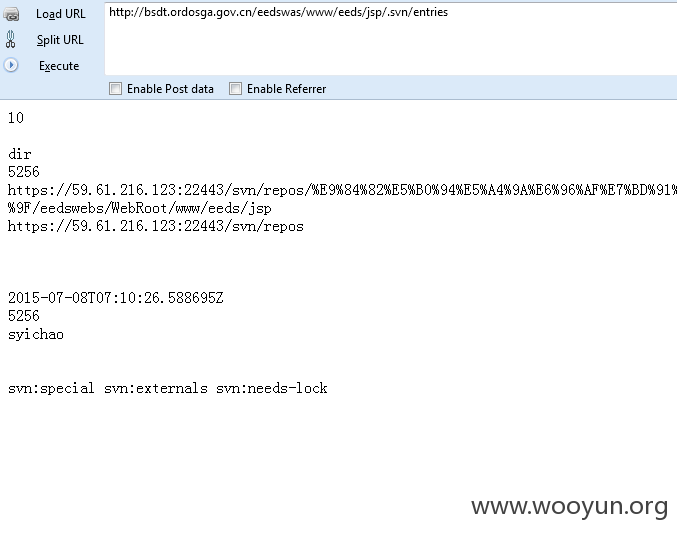 Load URL
http://bsdt.ordosga.gov.cn/eedswas/www/eeds/jsp/.svn/entries
Split URL
Execute
Enable Post data
Enable Referrer
10
dir
5256
https://59.61.216.123:22443/svn/repos/%E9%84%82%E5%B0%94%E5%A4%9A%E6%96%AF%E7%BD%91%
%9F/eedswebs/WebRoot/www/eeds/jsp
https://59.61.216.123:22443/svn/repos
2015-07-08T07:10:26.588695Z
5256
syichao
svn:special svn:externals svn:needs-lock
www.wooyun.org